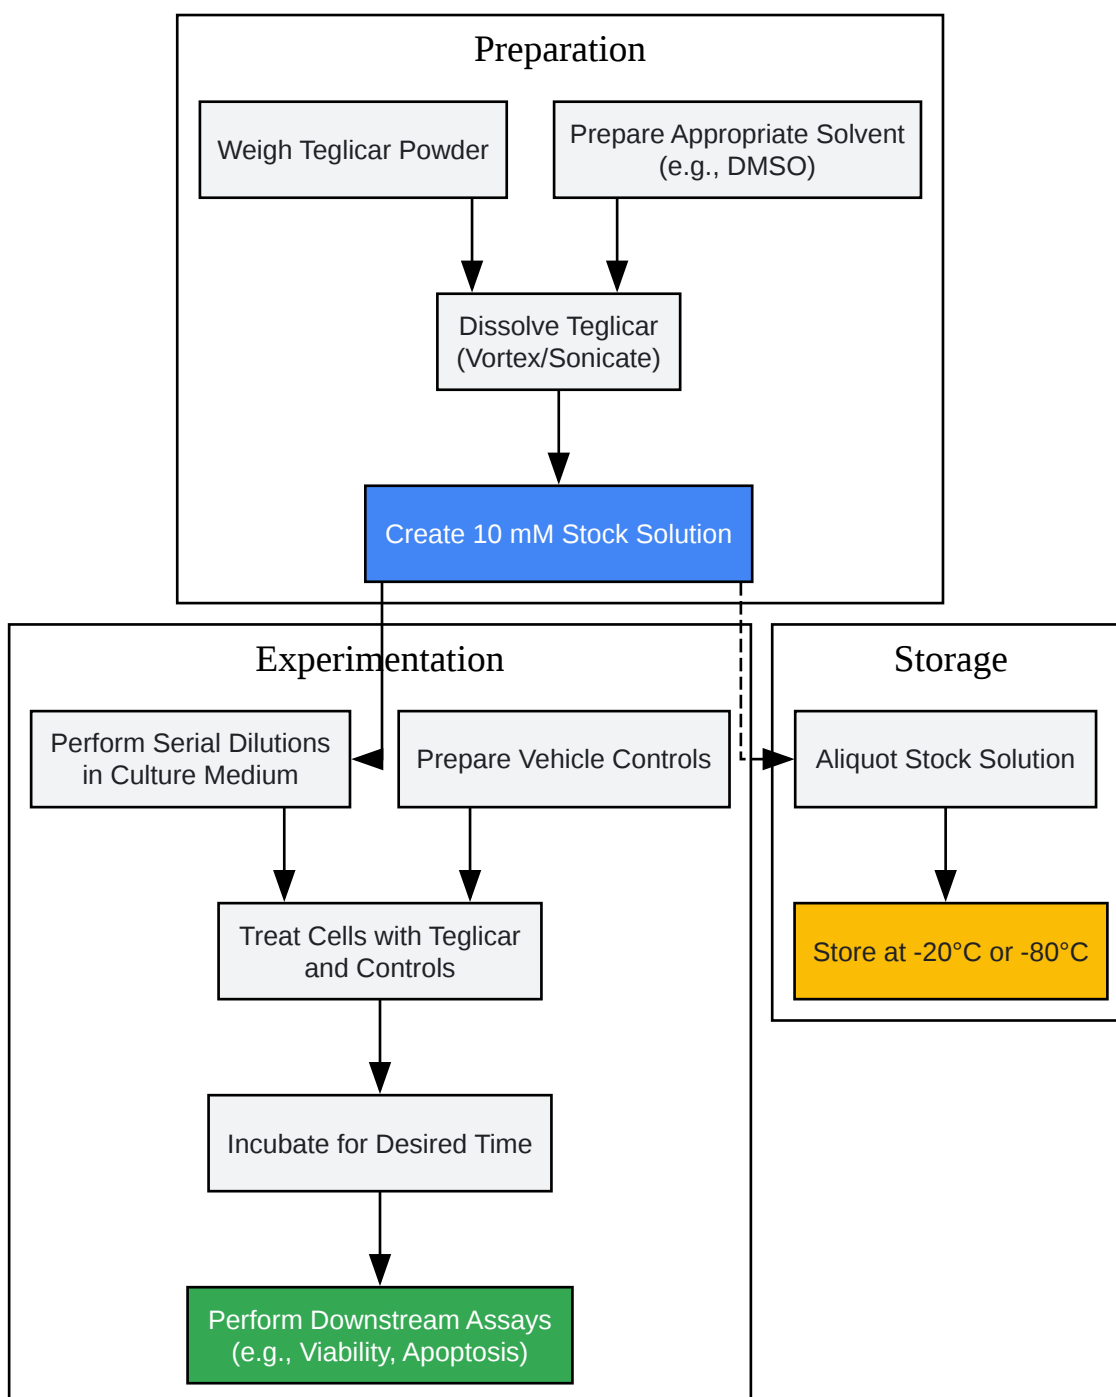 Preparation
Weigh Teglicar Powder
Prepare Appropriate Solvent
(e.g., DMSO)
Dissolve Teglicar
(Vortex/Sonicate)
Create 10 mM Stock Solution
Experimentation
Perform Serial Dilutions
in Culture Medium
Prepare Vehicle Controls
Treat Cells with Teglicar
and Controls
Incubate for Desired Time
Perform Downstream Assays
(e.g., Viability, Apoptosis)
Storage
Aliquot Stock Solution
Store at -20°C or -80°C